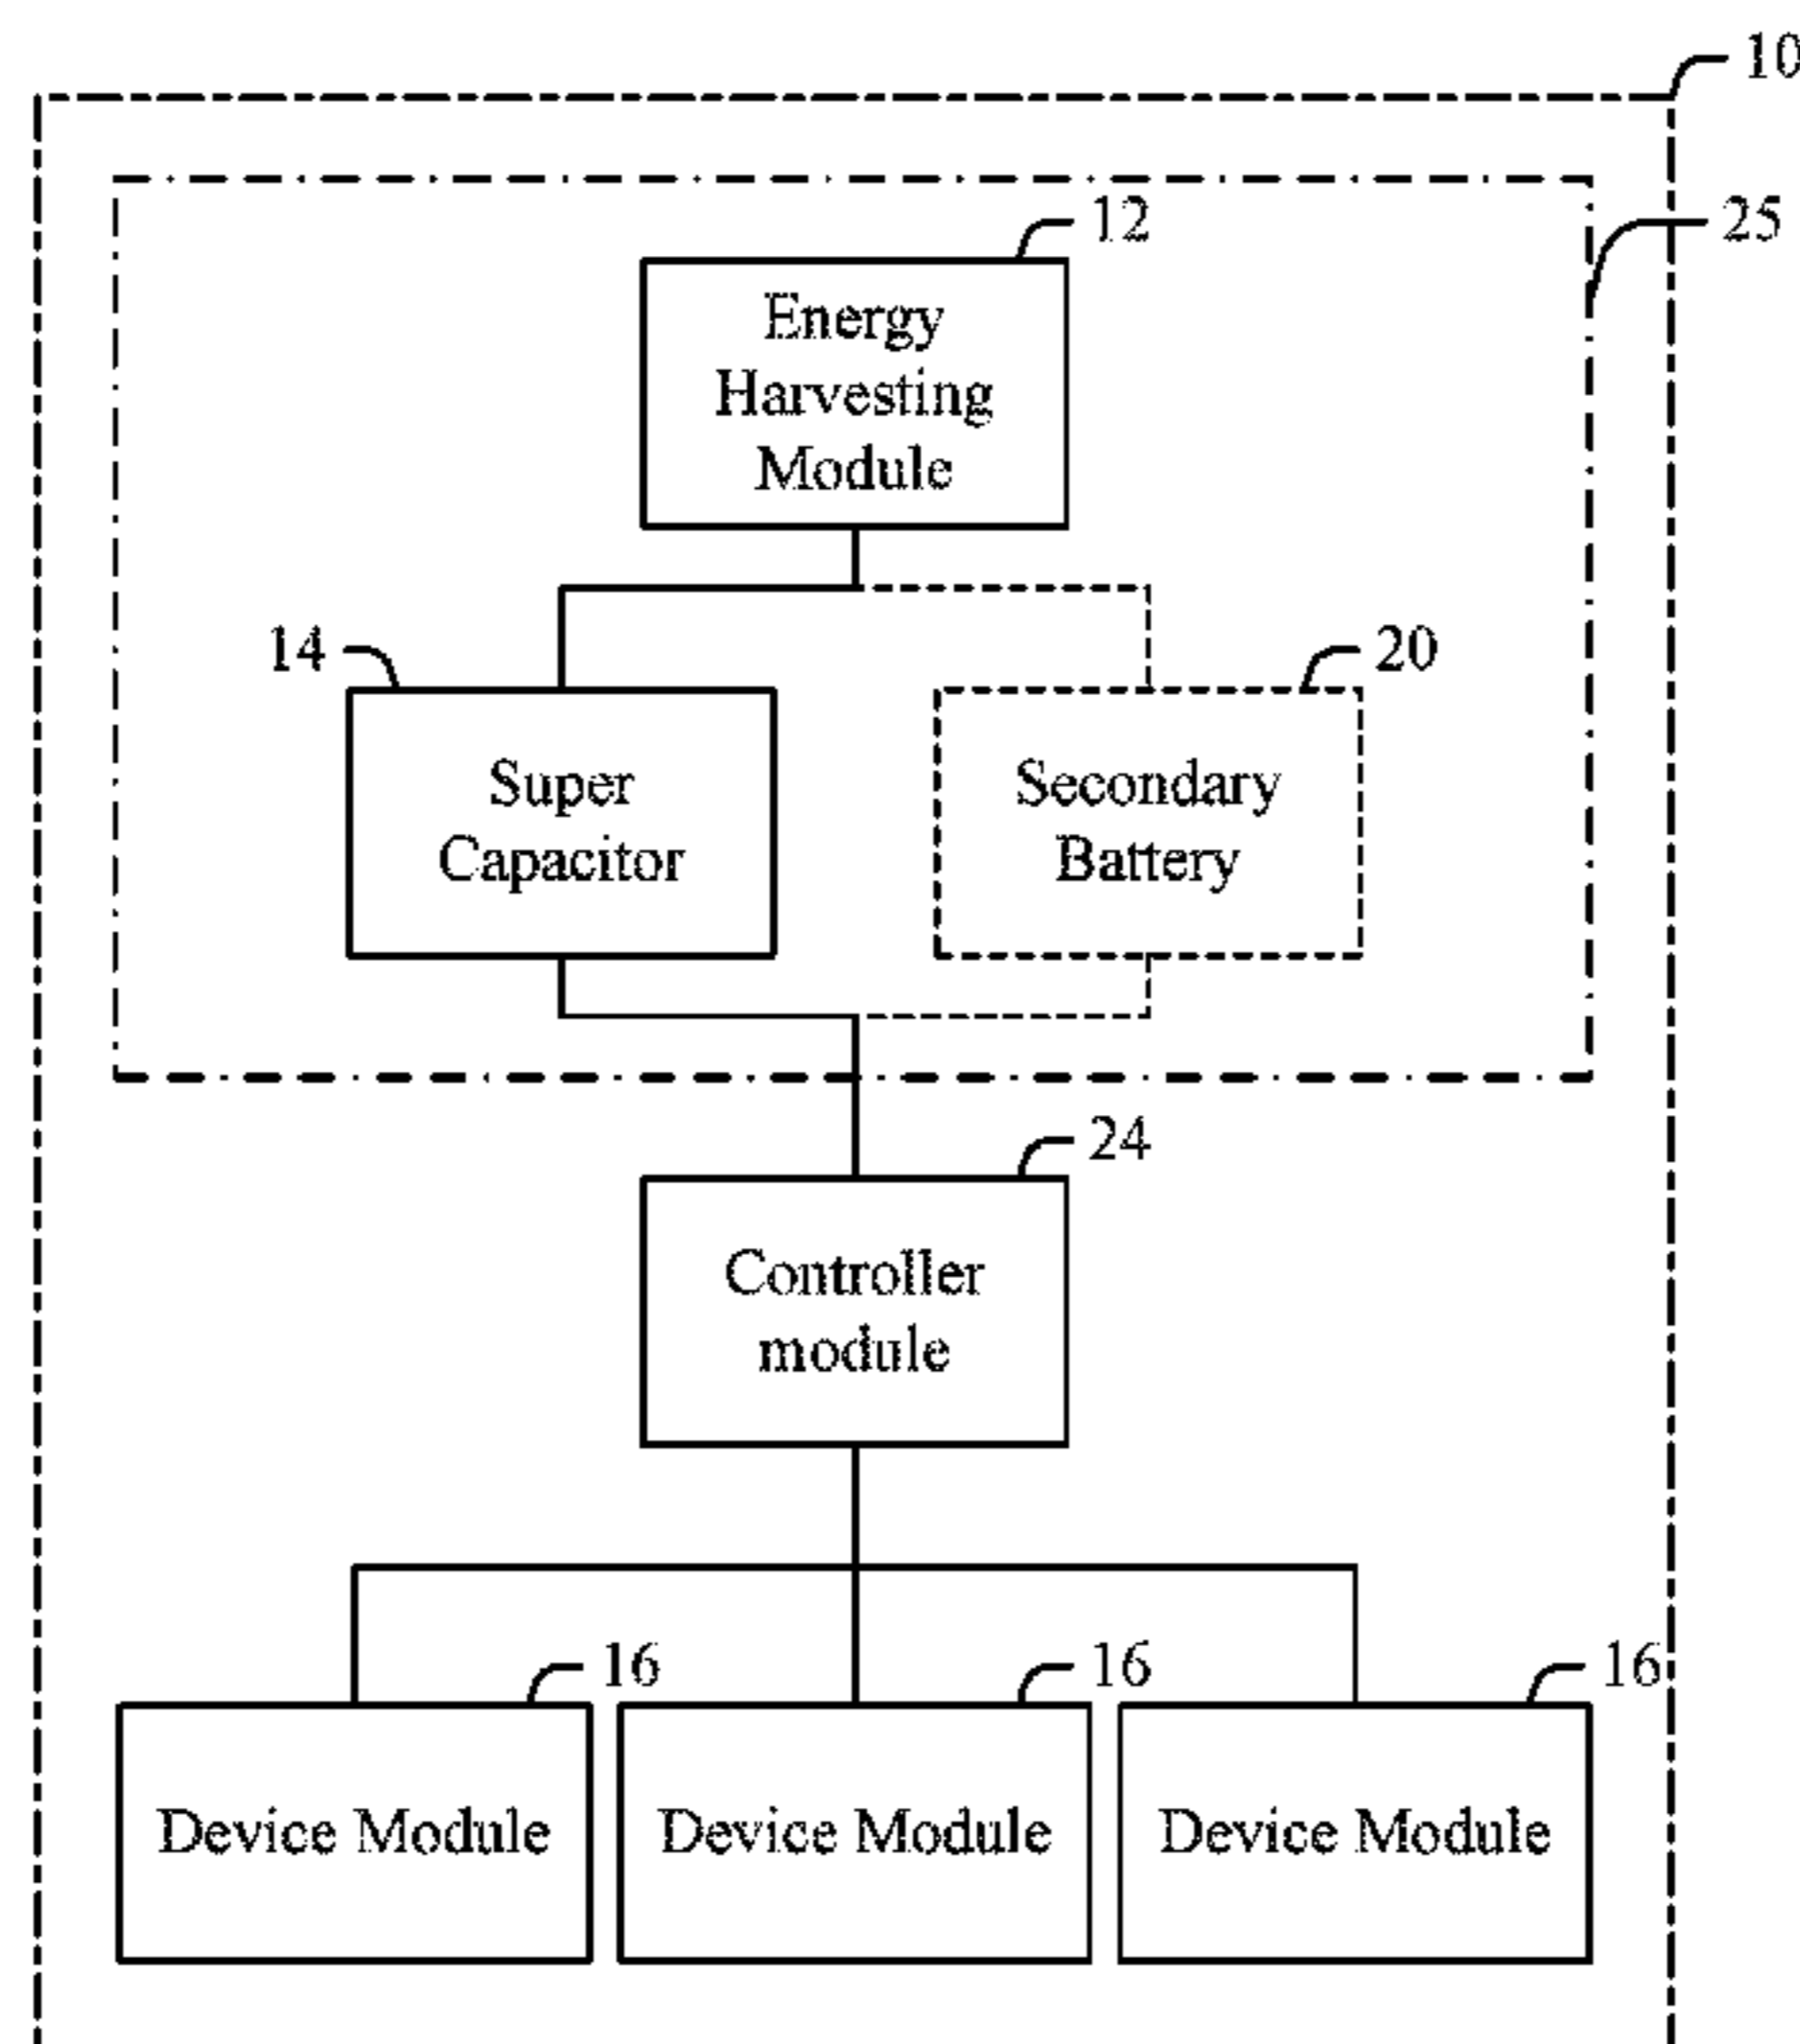 10
12
25
Energy
Harvesting
Module
14
20
Super
Capacitor
Secondary
Battery
24
Controller
module
16
16
16
Device Module
Device Module
Device Module